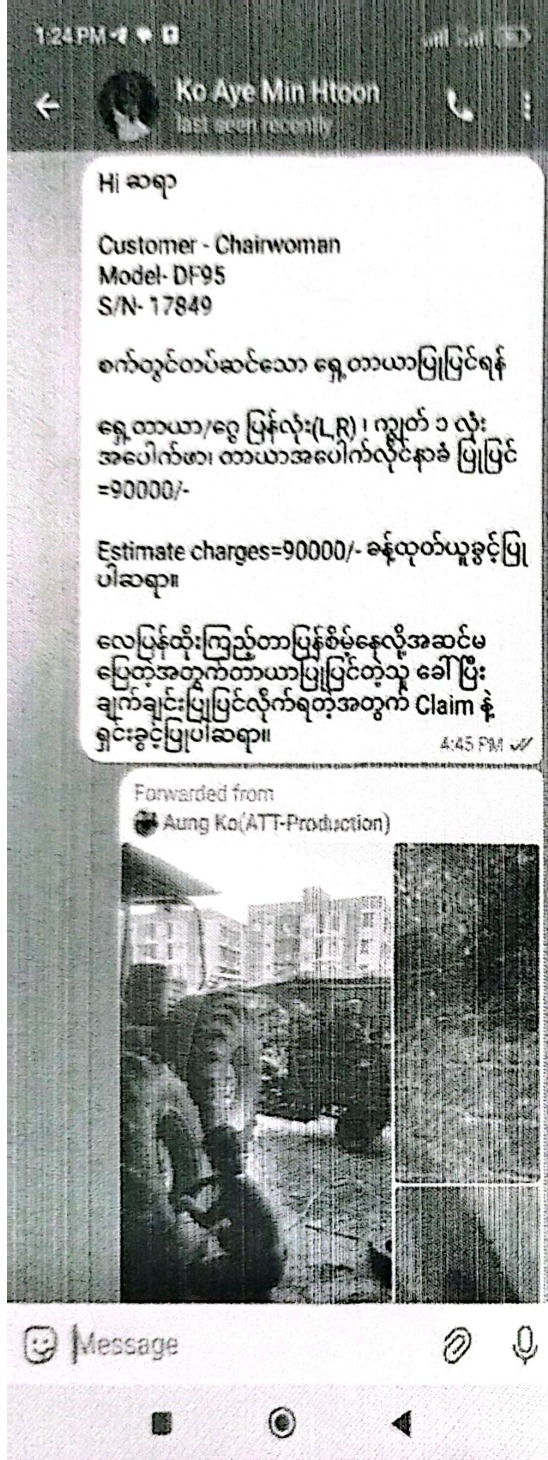 1:24 PM
Ko Aye Min Htoon
last seen recently
Hi ဆရာ
Customer - Chairwoman
Model- DF95
S/N- 17849
စက်တွင်တပ်ဆင်သော ရှေ့တာယာပြုပြင်ရန်
ရှေ့တာယာ/ဂွေ ပြန်လုံး(L,R) ၊ ကျွတ် ၁ လုံး
အပေါက်ဖာ၊ တာယာအပေါက်လိုင်နာခံ ပြုပြင်
=90000/-
Estimate charges=90000/- ခန့်ထုတ်ယူခွင့်ပြု
ပါဆရာ။
လေပြန်ထိုးကြည့်တာပြန်စိမ့်နေလို့အဆင်မ
ပြေတဲ့အတွက်တာယာပြုပြင်တဲ့သူ ခေါ်ပြီး
ချက်ချင်းပြုပြင်လိုက်ရတဲ့အတွက် Claim နဲ့
ရှင်းခွင့်ပြုပါဆရာ။
4:45 PM
Forwarded from
Aung Ko(ATT-Production)
Message